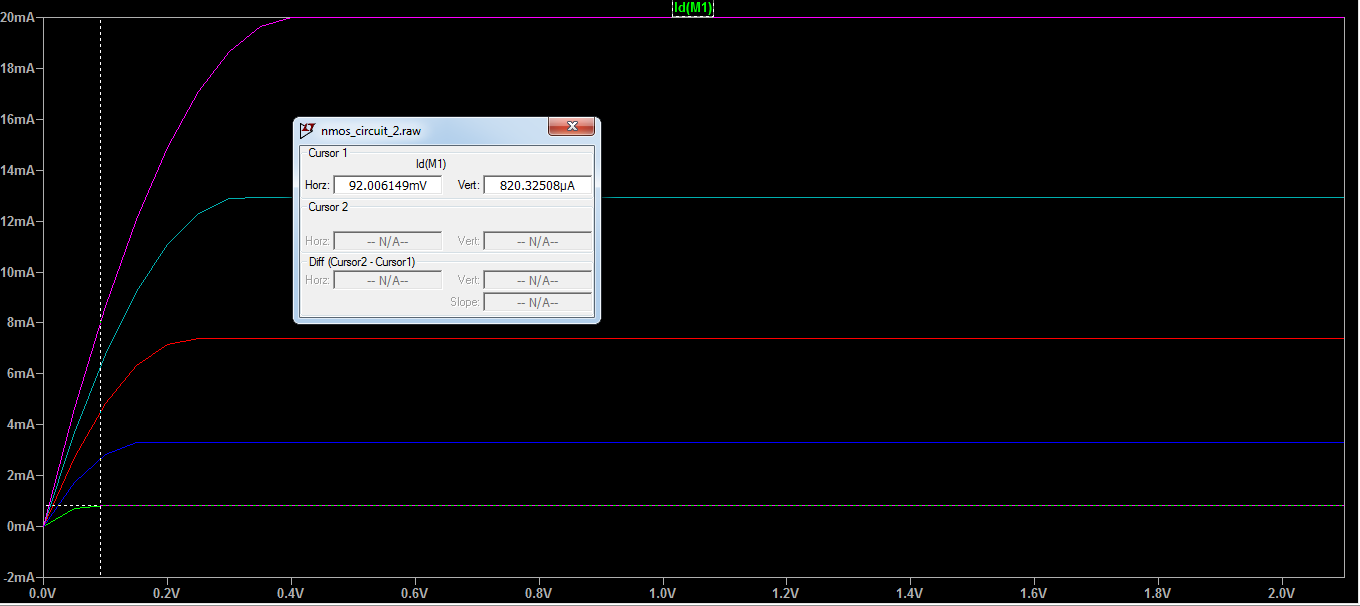 Id(M1)
20mA
18mA
16mA
14mA
12mA
10mA
8mA
6mA
4mA
2mA
0mA
-2mA
0.0V 0.2V 0.4V 0.6V 0.8V 1.0V 1.2V 1.4V 1.6V 1.8V 2.0V
nmos_circuit_2.raw
Cursor 1
Id(M1)
Horz: 92.006149mV Vert: 820.32508µA
Cursor 2
Horz: -- N/A-- Vert: -- N/A--
Diff (Cursor2 - Cursor1)
Horz: -- N/A-- Vert: -- N/A--
Slope: -- N/A--